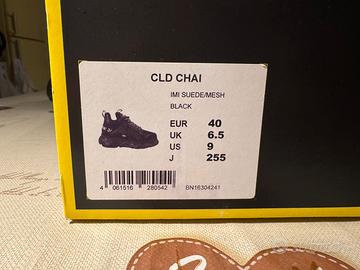 CLD CHAI
IMI SUEDE/MESH
BLACK
EUR 40
UK 6.5
US 9
J 255
4 061516 280542
BN16304241